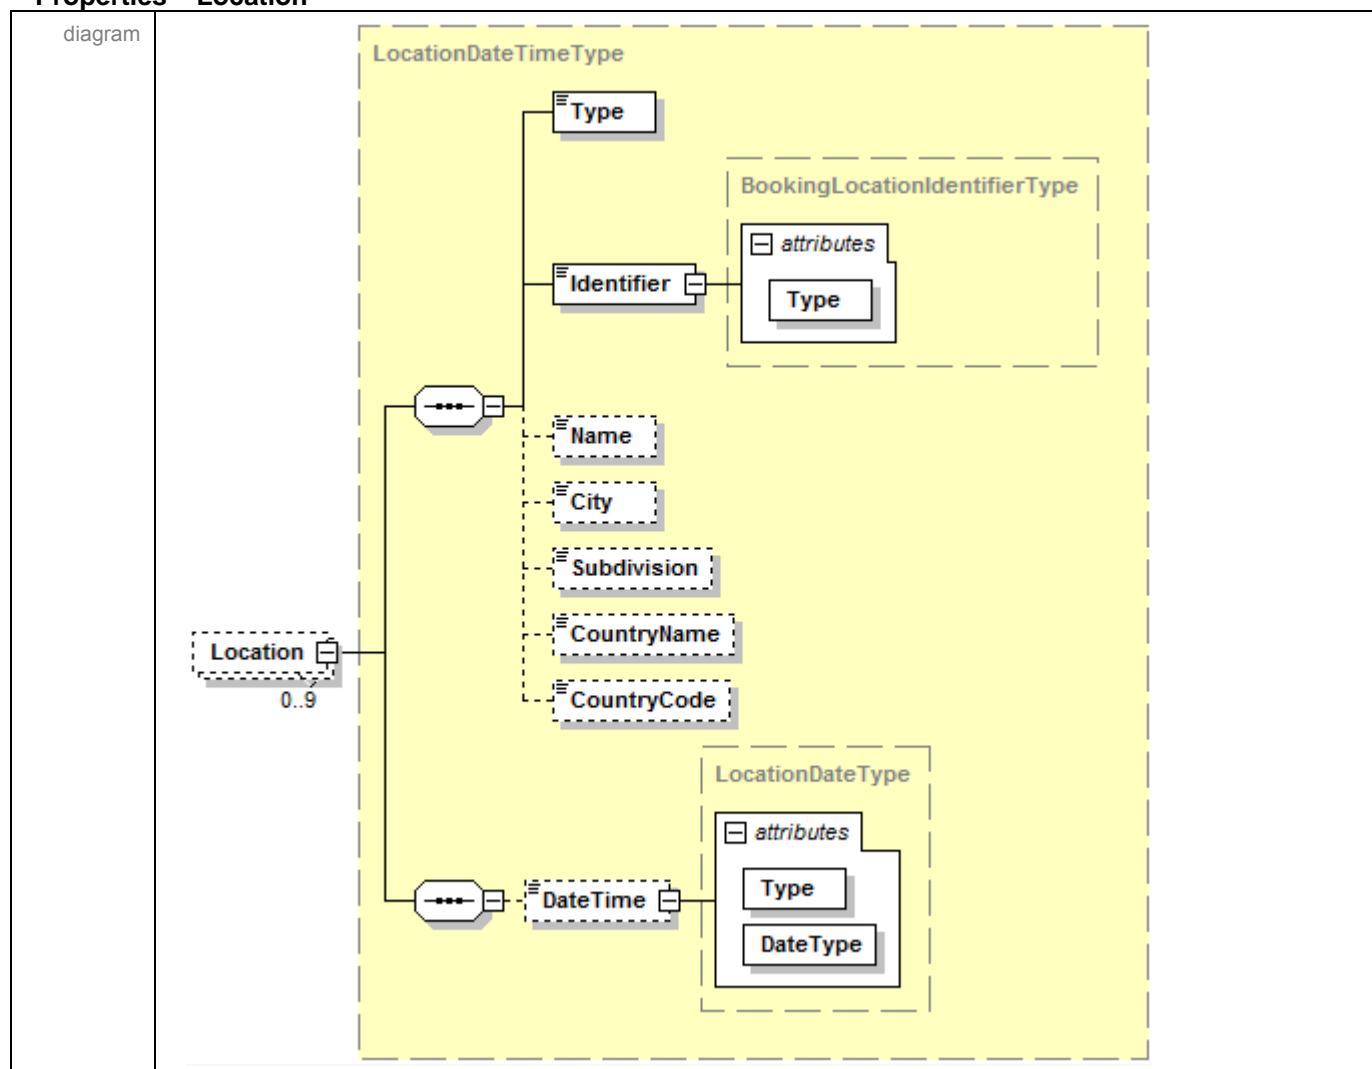 Properties – Location
diagram
LocationDateTimeType
Type
BookingLocationIdentifierType
attributes
Identifier
Type
Name
City
Subdivision
CountryName
Location
0..9
CountryCode
LocationDateType
attributes
Type
DateTime
DateType